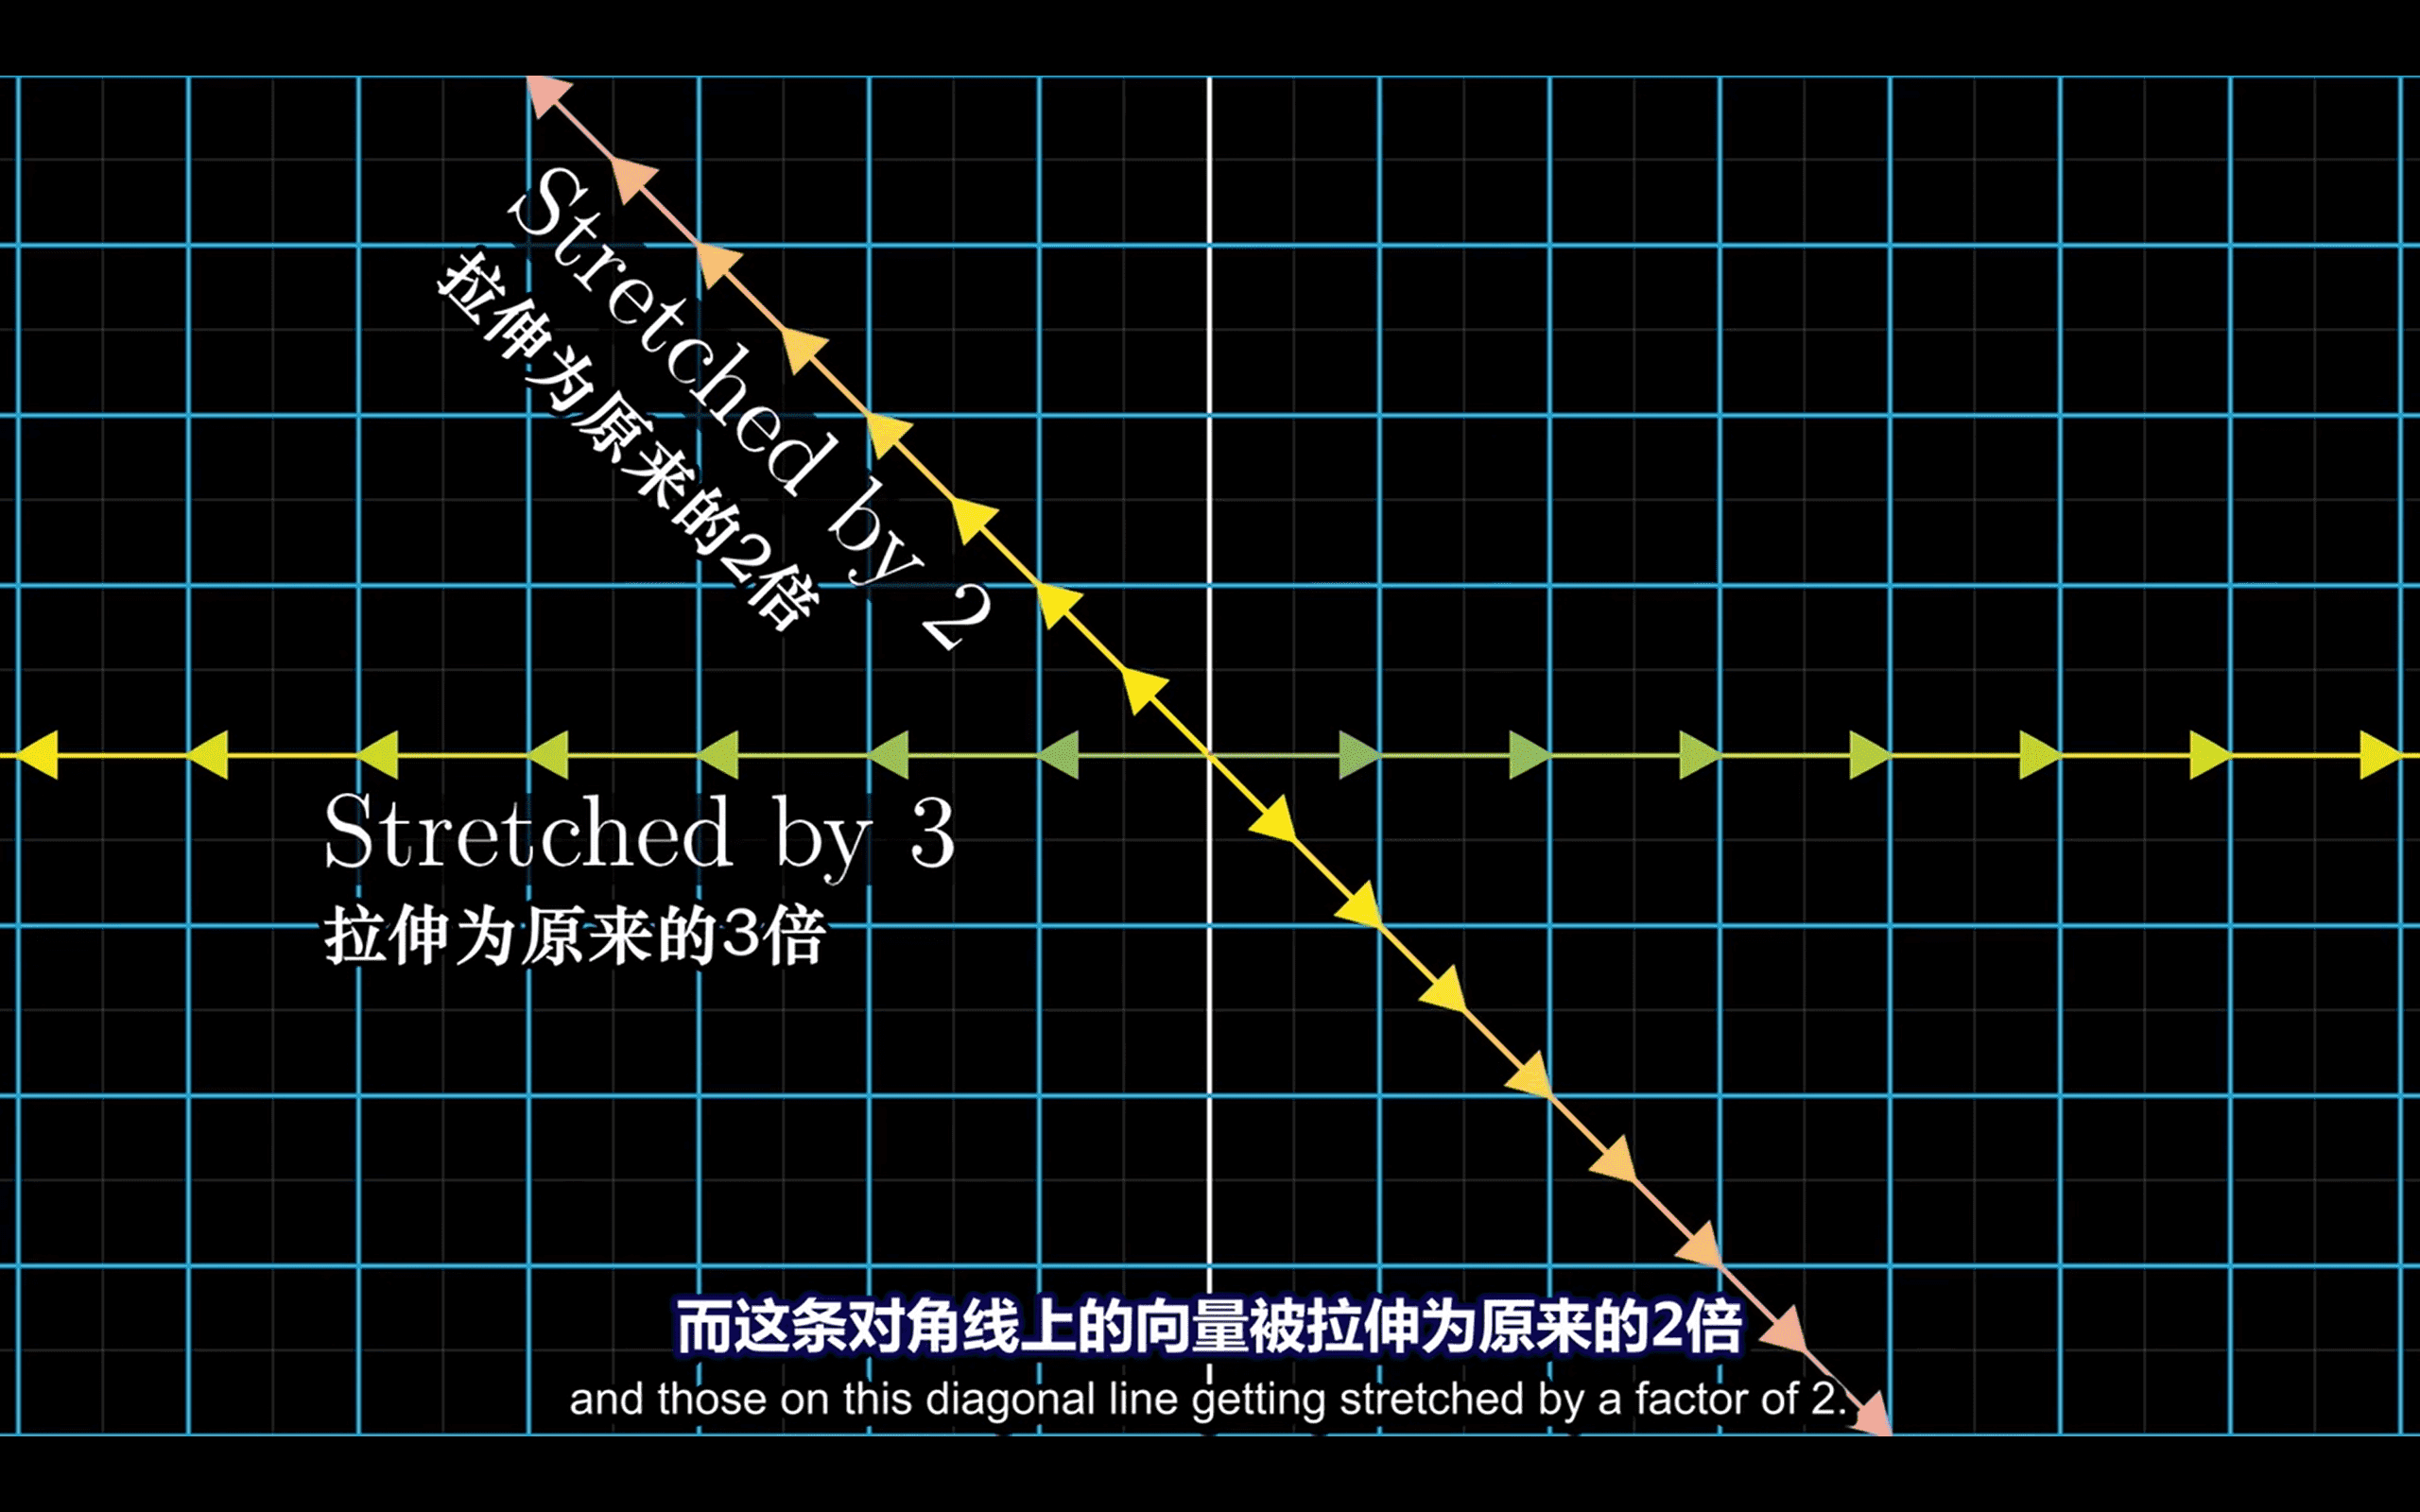 Stretched by 2
拉伸为原来的2倍
Stretched by 3
拉伸为原来的3倍
而这条对角线上的向量被拉伸为原来的2倍
and those on this diagonal line getting stretched by a factor of 2.